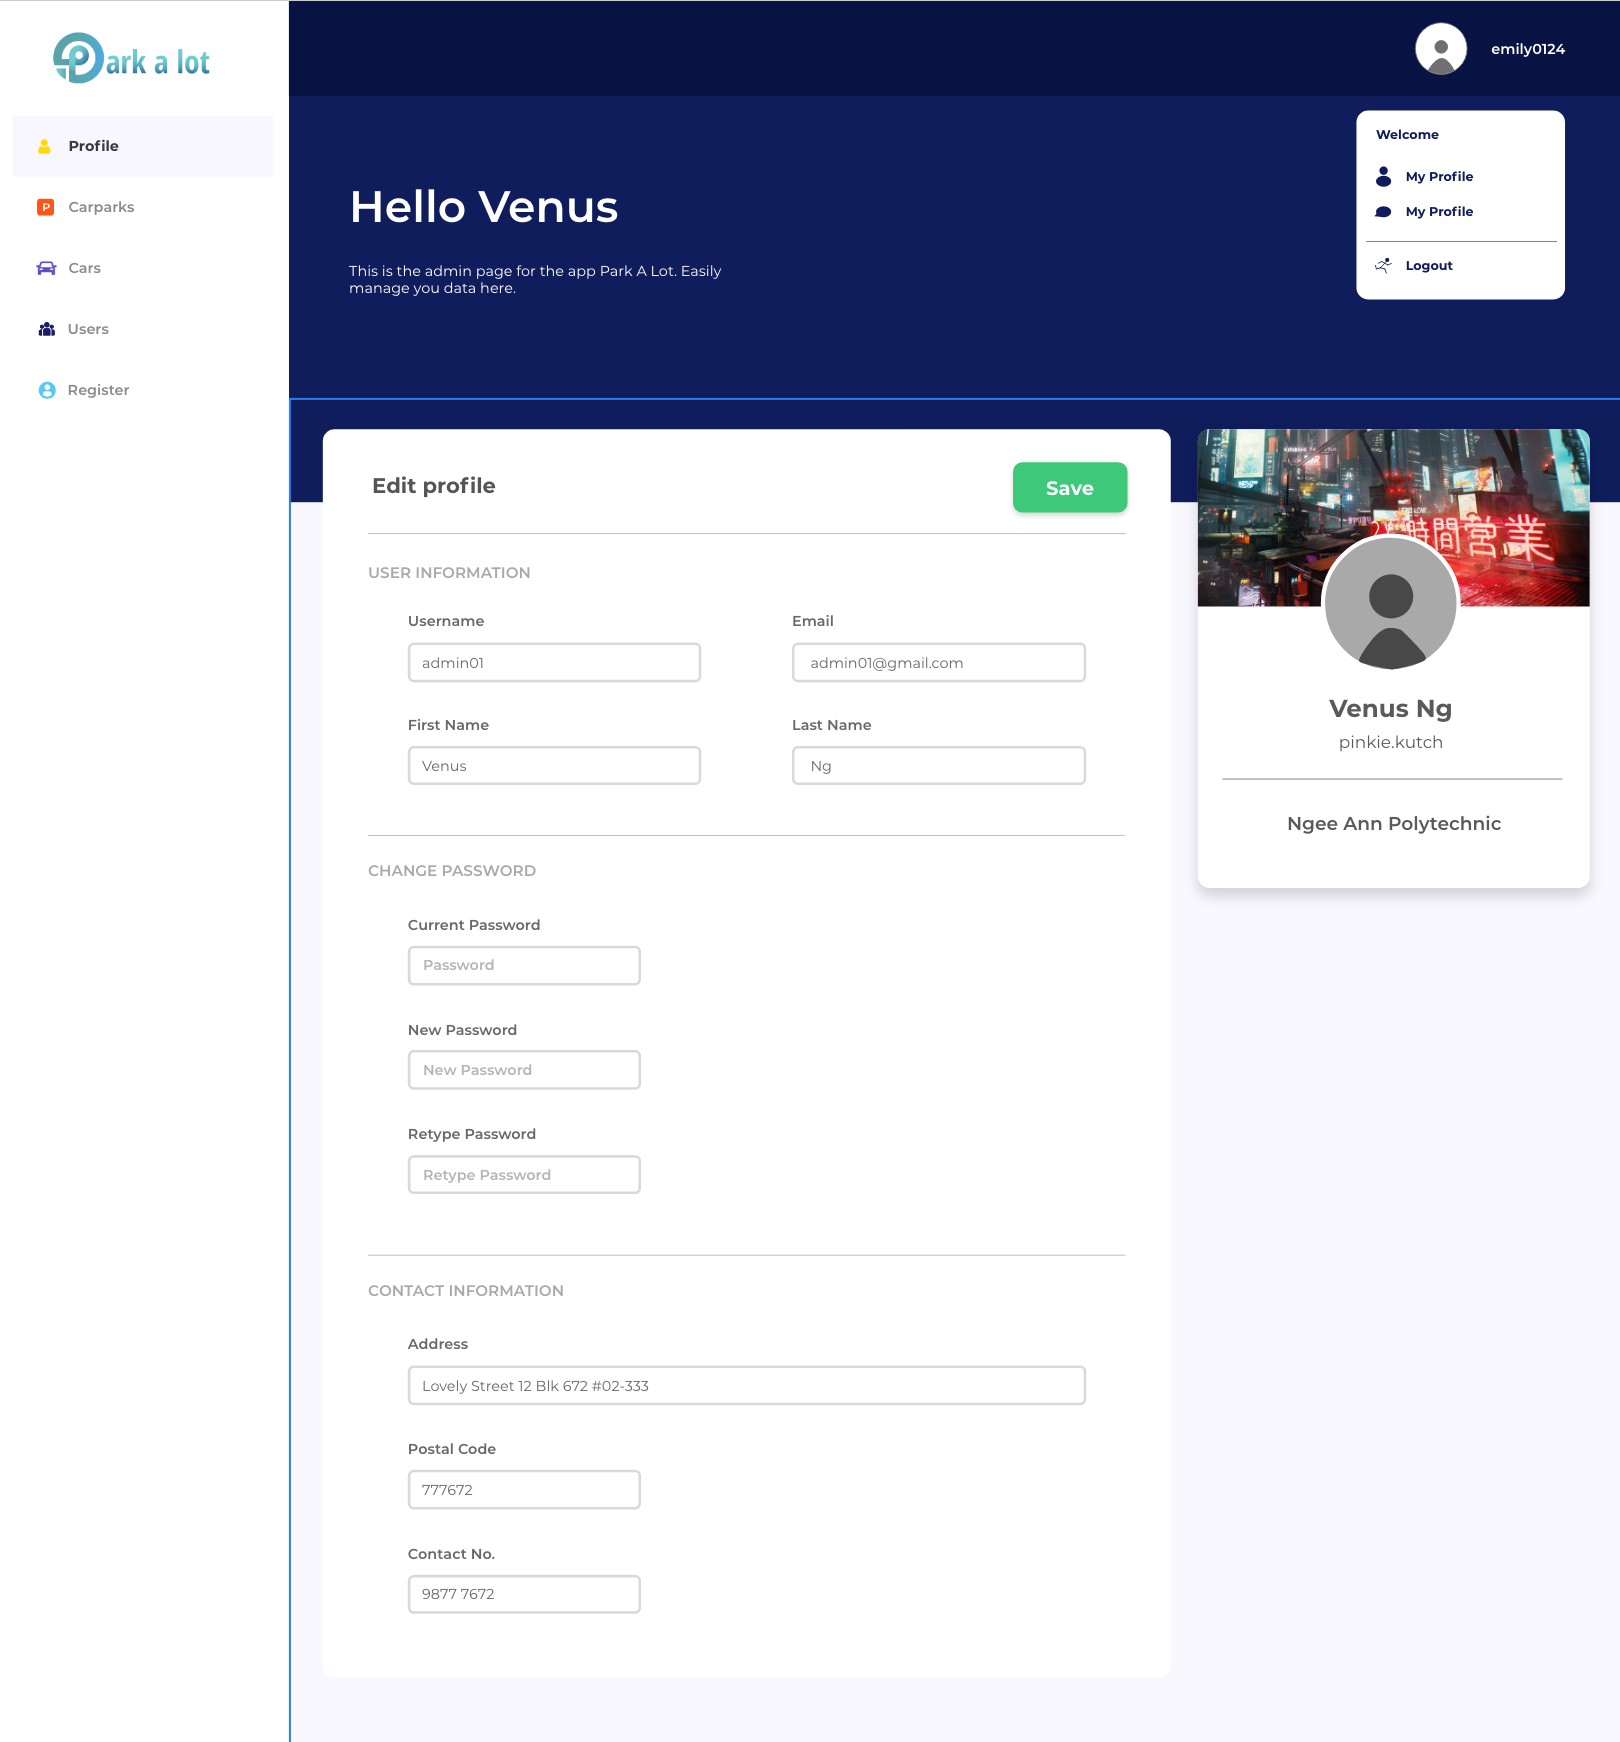 Park a lot
emily0124
Profile
Carparks
Cars
Users
Register
Welcome
My Profile
My Profile
Logout
Hello Venus
This is the admin page for the app Park A Lot. Easily
manage you data here.
Edit profile
Save
USER INFORMATION
Username
Email
admin01
admin01@gmail.com
First Name
Last Name
Venus
Ng
CHANGE PASSWORD
Current Password
Password
New Password
New Password
Retype Password
Retype Password
CONTACT INFORMATION
Address
Lovely Street 12 Blk 672 #02-333
Postal Code
777672
Contact No.
9877 7672
時間営業
Venus Ng
pinkie.kutch
Ngee Ann Polytechnic